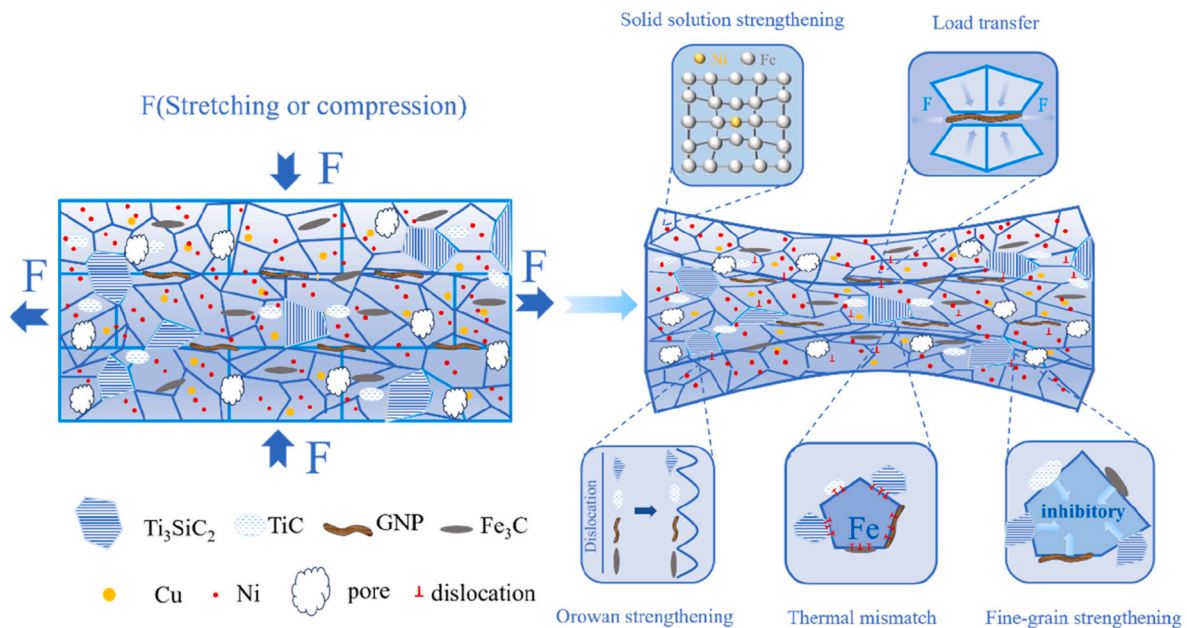 Solid solution strengthening
Load transfer
Ni Fe
F F
F(Stretching or compression)
F
F
F
F
Ti₃SiC₂ TiC GNP Fe₃C
Cu Ni pore dislocation
Dislocation
Fe
inhibitory
Orowan strengthening
Thermal mismatch
Fine-grain strengthening